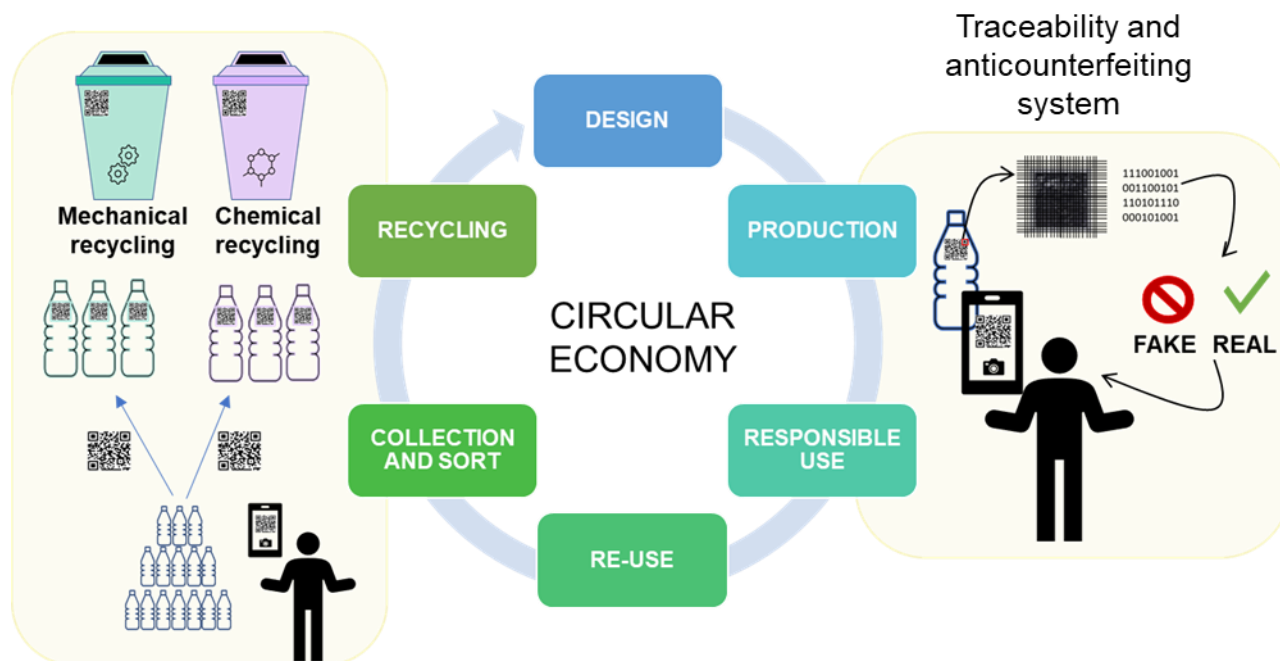 Traceability and
anticounterfeiting
system
Mechanical
recycling
Chemical
recycling
DESIGN
PRODUCTION
RESPONSIBLE
USE
RE-USE
COLLECTION
AND SORT
RECYCLING
CIRCULAR
ECONOMY
111001001
001100101
110101110
000101001
FAKE
REAL